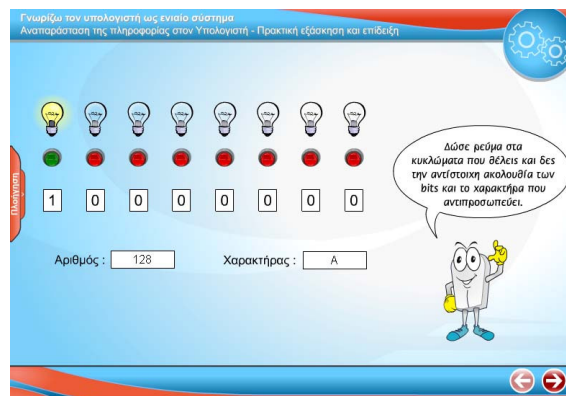 Γνωρίζω τον υπολογιστή ως ενιαίο σύστημα
Αναπαράσταση της πληροφορίας στον Υπολογιστή - Πρακτική εξάσκηση και επίδειξη
Πλοήγηση
1 0 0 0 0 0 0 0
Αριθμός : 128 Χαρακτήρας : Α
Δώσε ρεύμα στα
κυκλώματα που θέλεις και δες
την αντίστοιχη ακολουθία των
bits και το χαρακτήρα που
αντιπροσωπεύει.